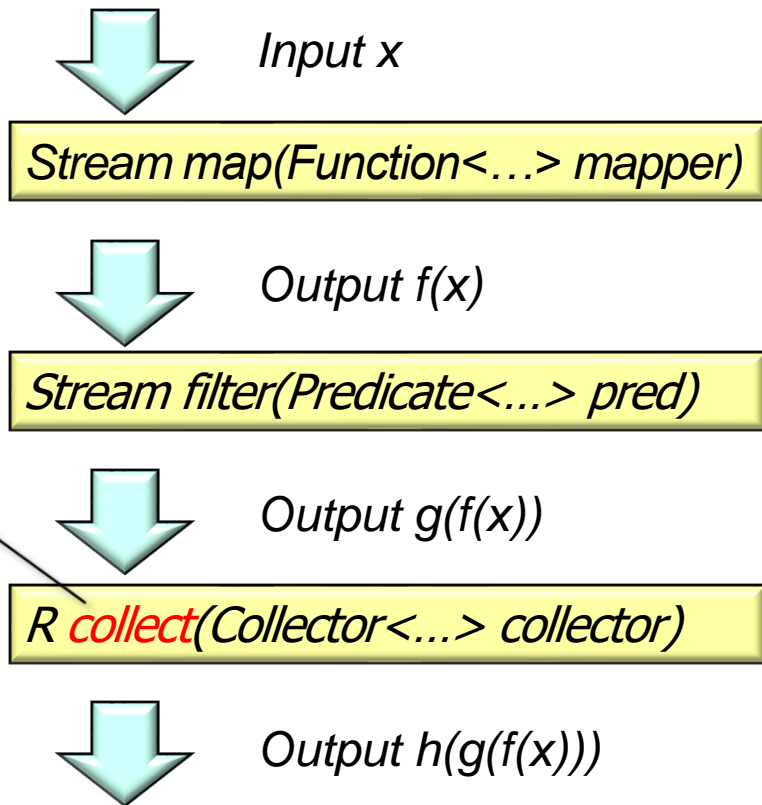 Input x
Stream map(Function<…> mapper)
Output f(x)
Stream filter(Predicate<...> pred)
Output g(f(x))
R collect(Collector<...> collector)
Output h(g(f(x)))